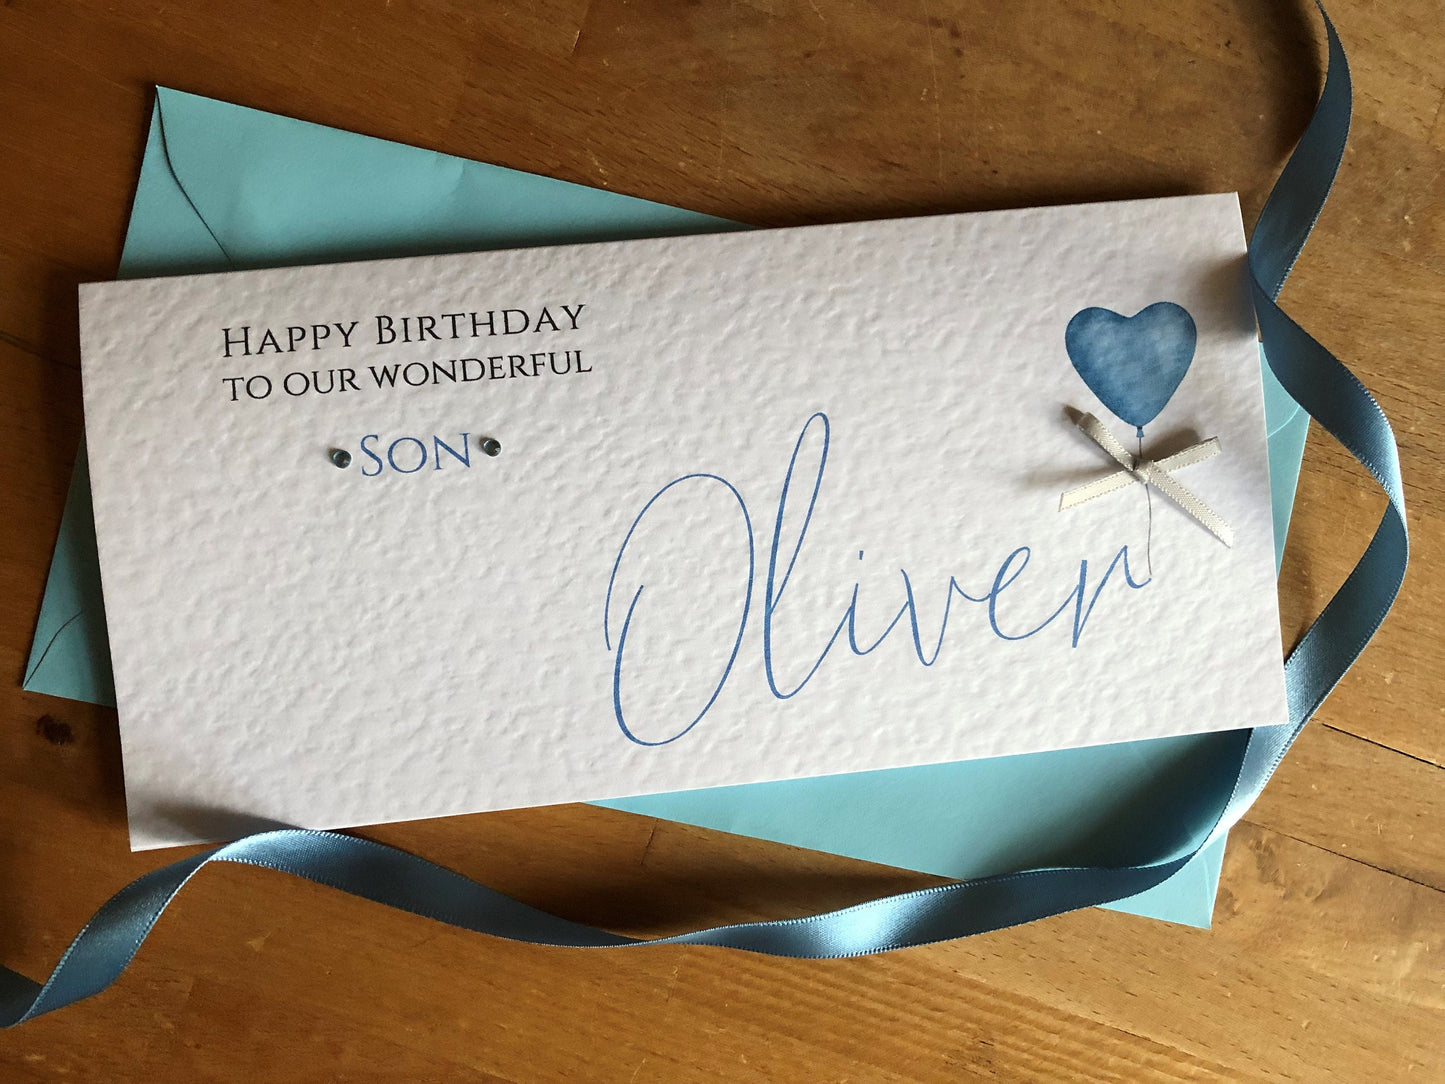 Happy Birthday
to our wonderful
Son
Oliver